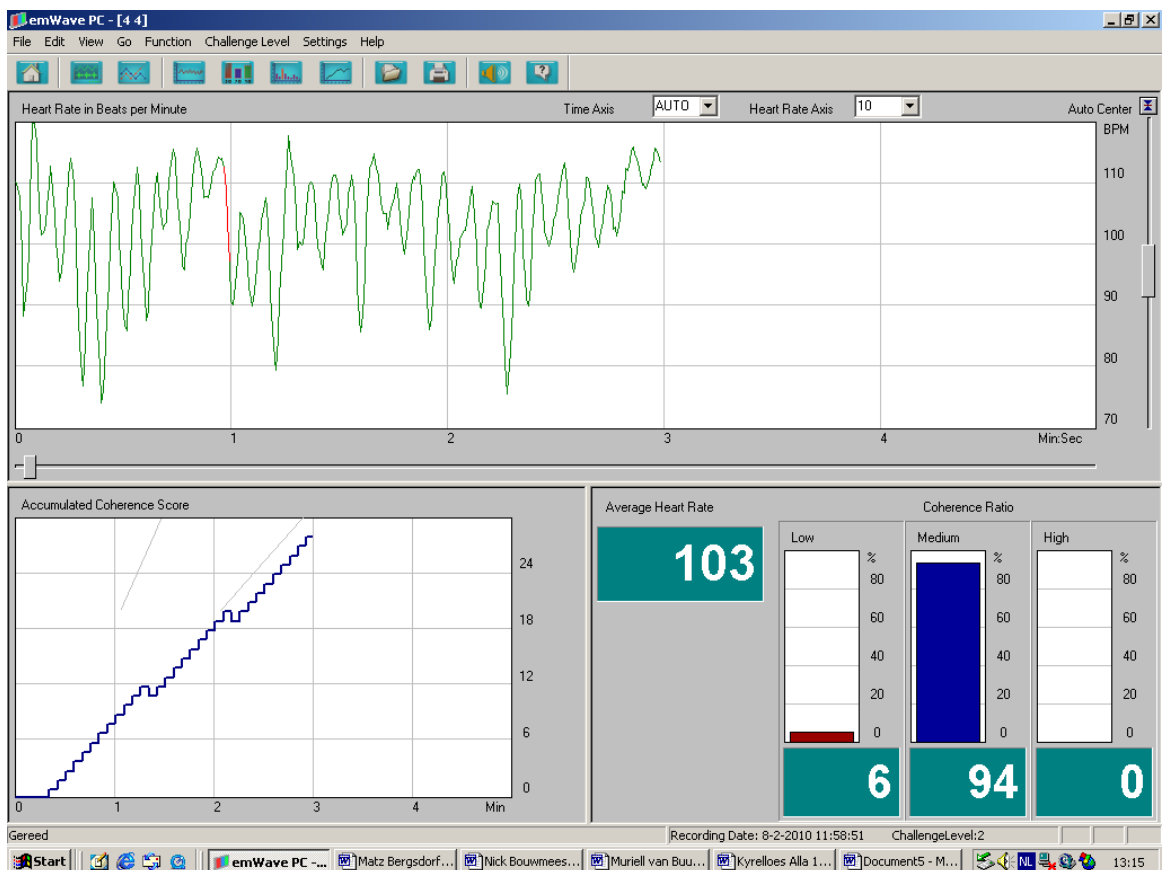 emWave PC - [4 4]
File Edit View Go Function Challenge Level Settings Help
Heart Rate in Beats per Minute Time Axis AUTO Heart Rate Axis 10 Auto Center
BPM
110
100
90
80
70
0 1 2 3 4 Min:Sec
Accumulated Coherence Score
24
18
12
6
0
0 1 2 3 4 Min
Average Heart Rate
103
Coherence Ratio
Low Medium High
% % %
80 80 80
60 60 60
40 40 40
20 20 20
0 0 0
6 94 0
Gereed Recording Date: 8-2-2010 11:58:51 ChallengeLevel:2
Start emWave PC -... Matz Bergsdorf... Nick Bouwmees... Muriell van Buu... Kyrelloes Alla 1... Document5 - M... NL 13:15